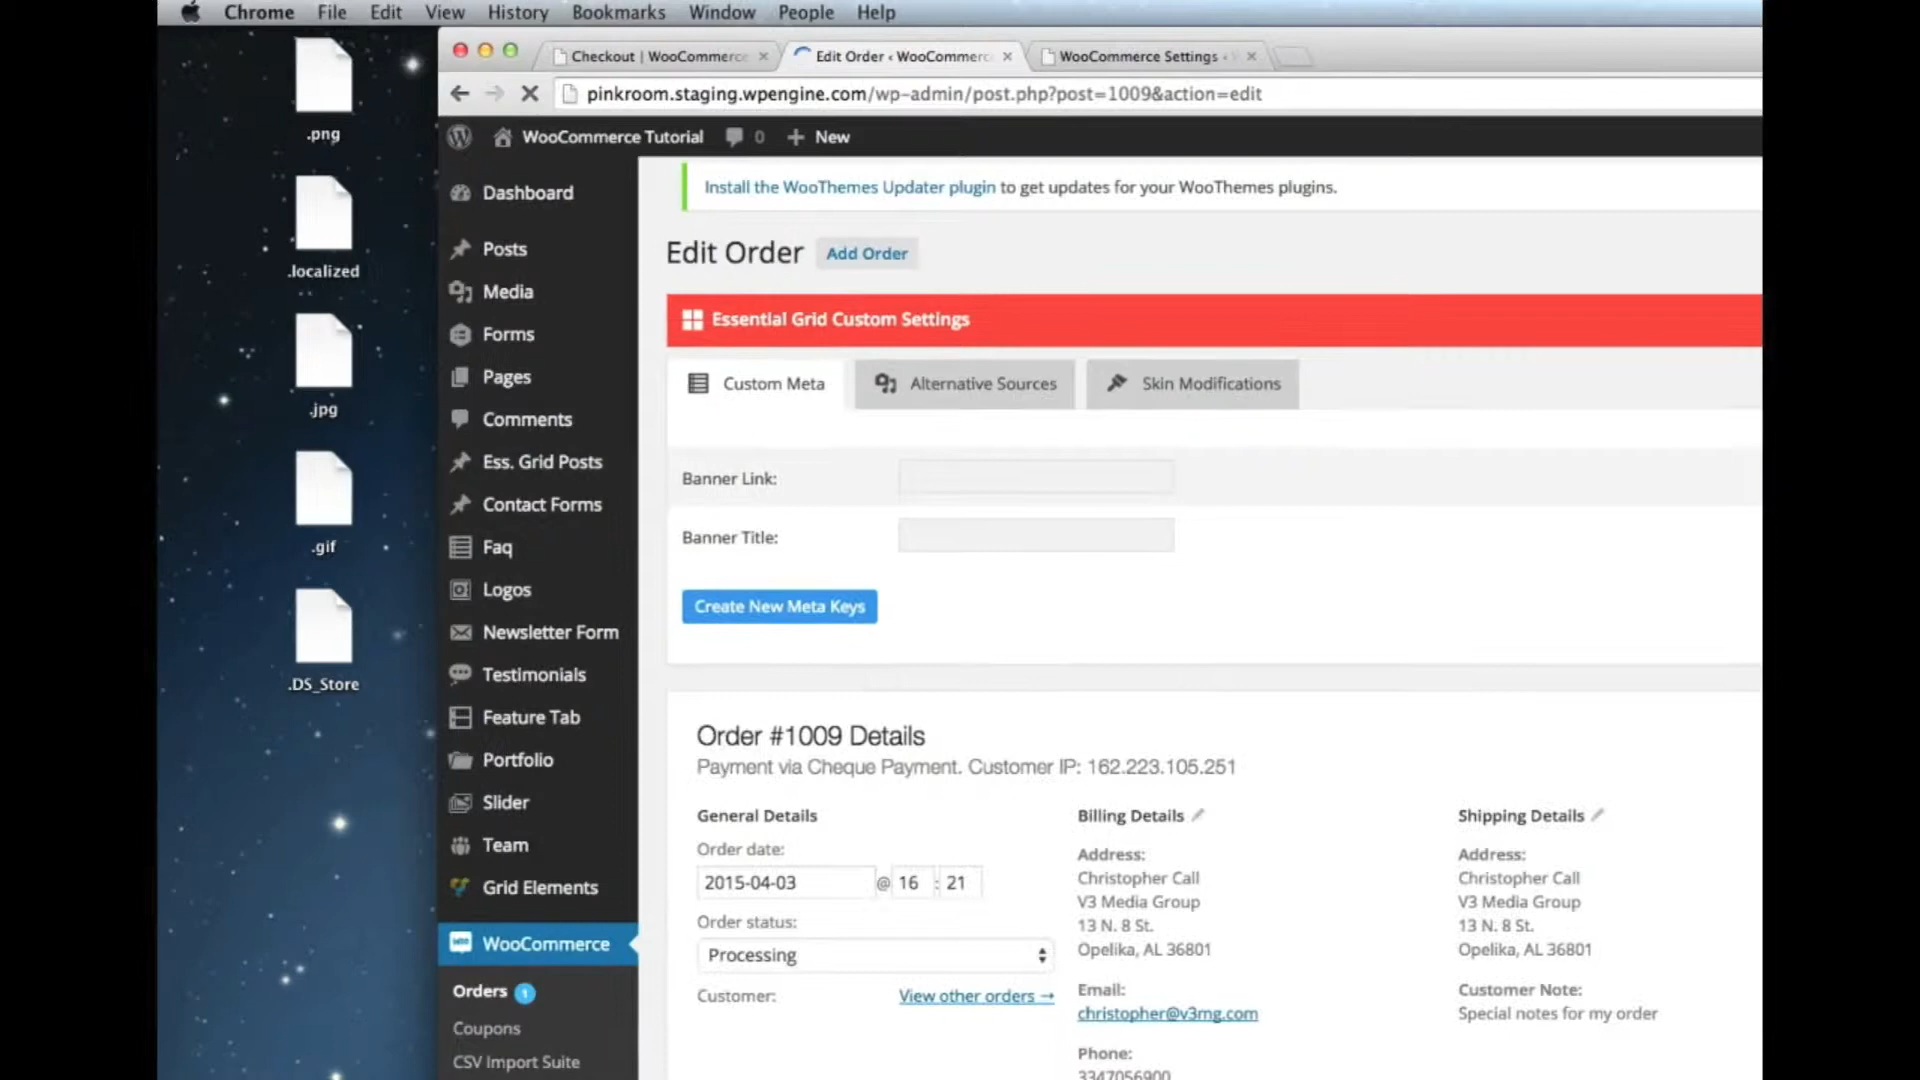 Chrome File Edit View History Bookmarks Window People Help
.png
.localized
.jpg
.gif
.DS_Store
Checkout | WooCommerce
Edit Order ‹ WooCommerc
WooCommerce Settings ‹
pinkroom.staging.wpengine.com/wp-admin/post.php?post=1009&action=edit
WooCommerce Tutorial 0 + New
Dashboard
Posts
Media
Forms
Pages
Comments
Ess. Grid Posts
Contact Forms
Faq
Logos
Newsletter Form
Testimonials
Feature Tab
Portfolio
Slider
Team
Grid Elements
WooCommerce
Orders 1
Coupons
CSV Import Suite
Install the WooThemes Updater plugin to get updates for your WooThemes plugins.
Edit Order Add Order
Essential Grid Custom Settings
Custom Meta Alternative Sources Skin Modifications
Banner Link:
Banner Title:
Create New Meta Keys
Order #1009 Details
Payment via Cheque Payment. Customer IP: 162.223.105.251
General Details
Order date:
2015-04-03 @ 16 : 21
Order status:
Processing
Customer: View other orders →
Billing Details
Address:
Christopher Call
V3 Media Group
13 N. 8 St.
Opelika, AL 36801
Email:
christopher@v3mg.com
Phone:
3347056900
Shipping Details
Address:
Christopher Call
V3 Media Group
13 N. 8 St.
Opelika, AL 36801
Customer Note:
Special notes for my order